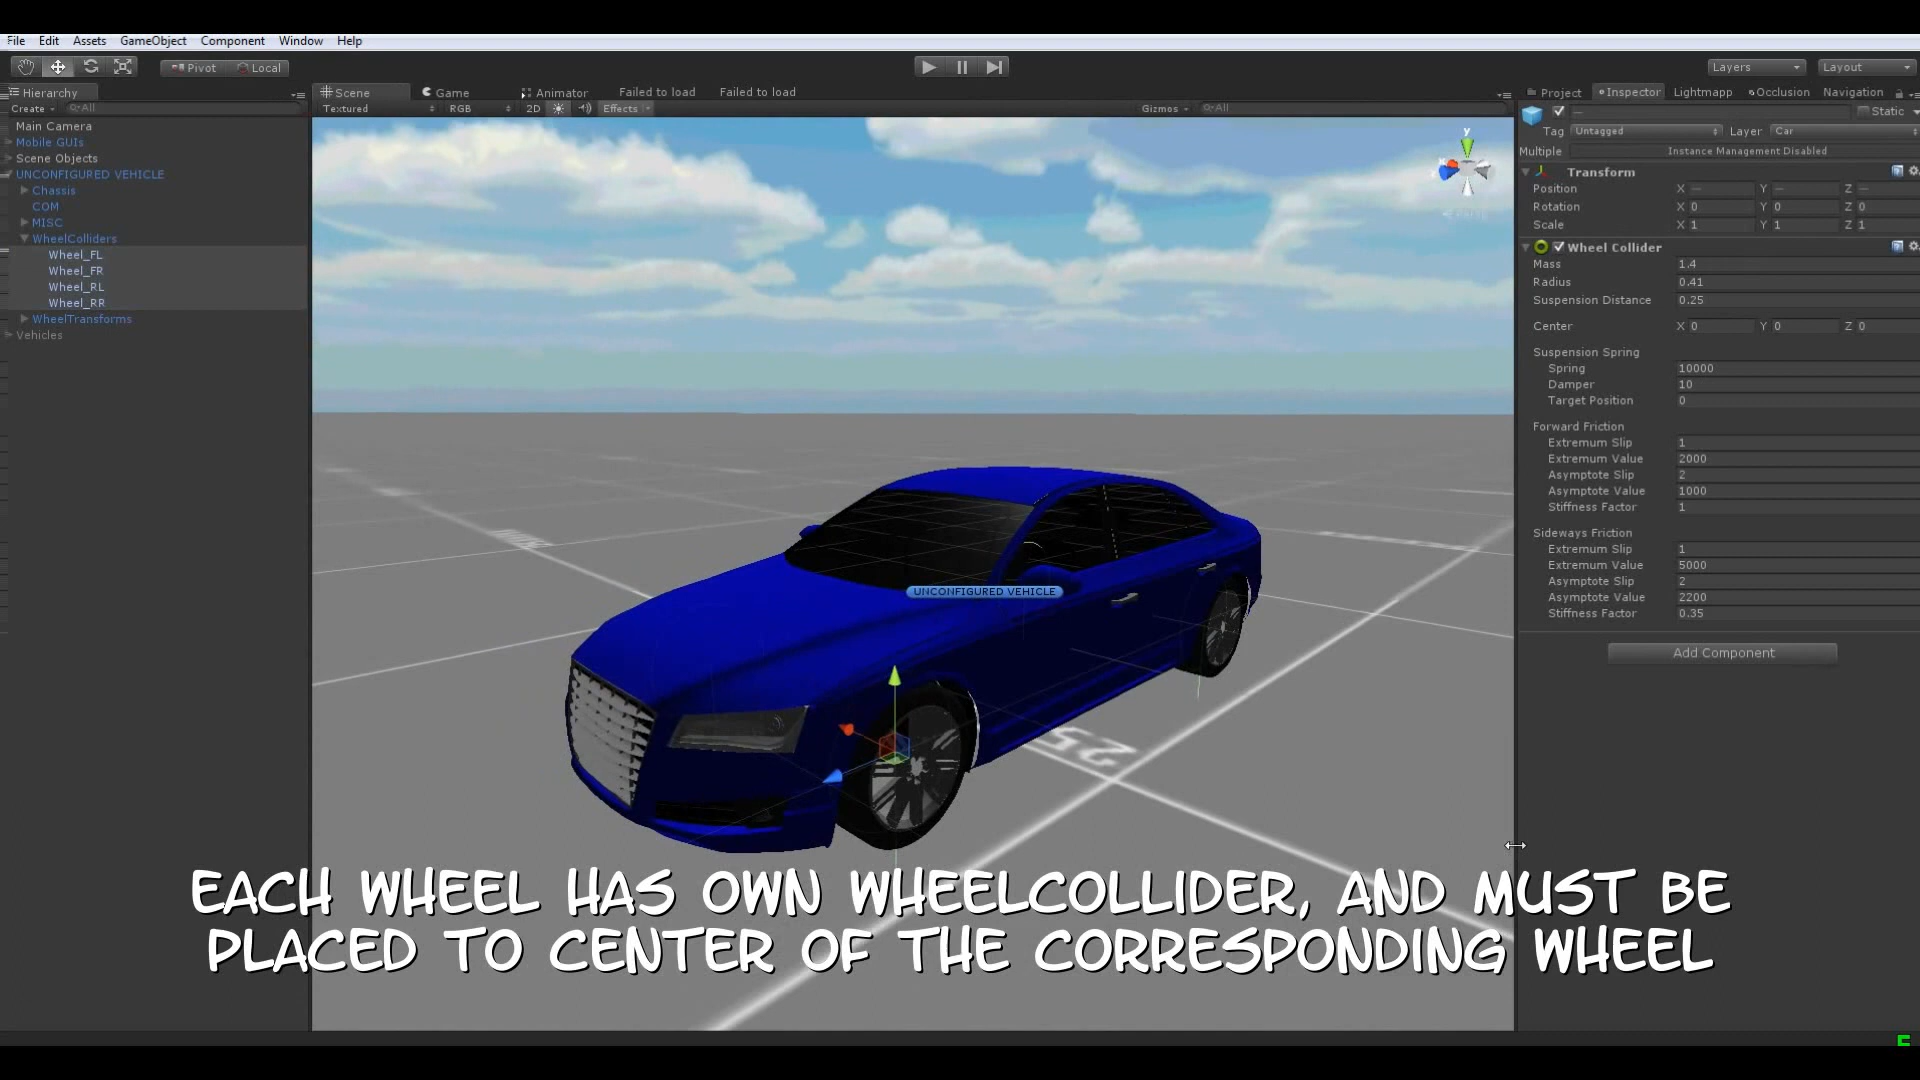 File Edit Assets GameObject Component Window Help
Pivot Local Layers Layout
Hierarchy
Create All
Main Camera
Mobile GUIs
Scene Objects
UNCONFIGURED VEHICLE
Chassis
COM
MISC
WheelColliders
Wheel_FL
Wheel_FR
Wheel_RL
Wheel_RR
WheelTransforms
Vehicles
Scene Game Animator Failed to load Failed to load
Textured RGB 2D Effects Gizmos All
y
UNCONFIGURED VEHICLE
25
Project Inspector Lightmapp Occlusion Navigation
Static
Tag Untagged Layer Car
Multiple Instance Management Disabled
Transform
Position X — Y — Z —
Rotation X 0 Y 0 Z 0
Scale X 1 Y 1 Z 1
Wheel Collider
Mass 1.4
Radius 0.41
Suspension Distance 0.25
Center X 0 Y 0 Z 0
Suspension Spring
Spring 10000
Damper 10
Target Position 0
Forward Friction
Extremum Slip 1
Extremum Value 2000
Asymptote Slip 2
Asymptote Value 1000
Stiffness Factor 1
Sideways Friction
Extremum Slip 1
Extremum Value 5000
Asymptote Slip 2
Asymptote Value 2200
Stiffness Factor 0.35
Add Component
EACH WHEEL HAS OWN WHEELCOLLIDER, AND MUST BE
PLACED TO CENTER OF THE CORRESPONDING WHEEL